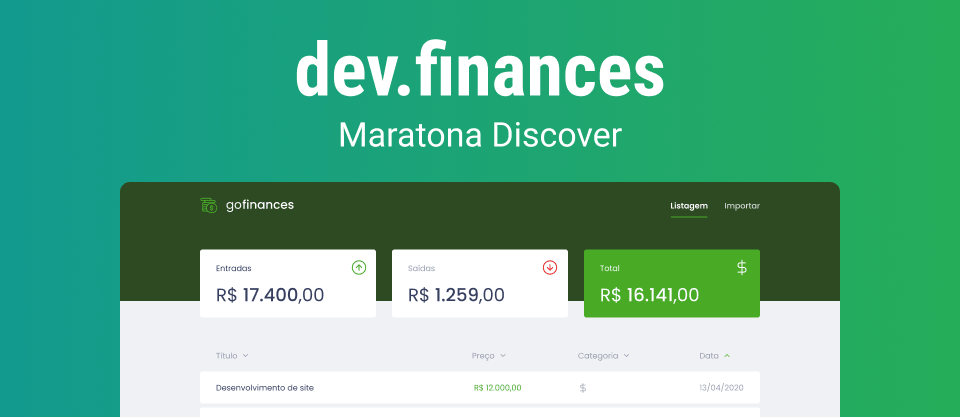 dev.finances
Maratona Discover
gofinances
Listagem Importar
Entradas
R$ 17.400,00
Saídas
R$ 1.259,00
Total
$
R$ 16.141,00
Título Preço Categoria Data
Desenvolvimento de site R$ 12.000,00 $ 13/04/2020